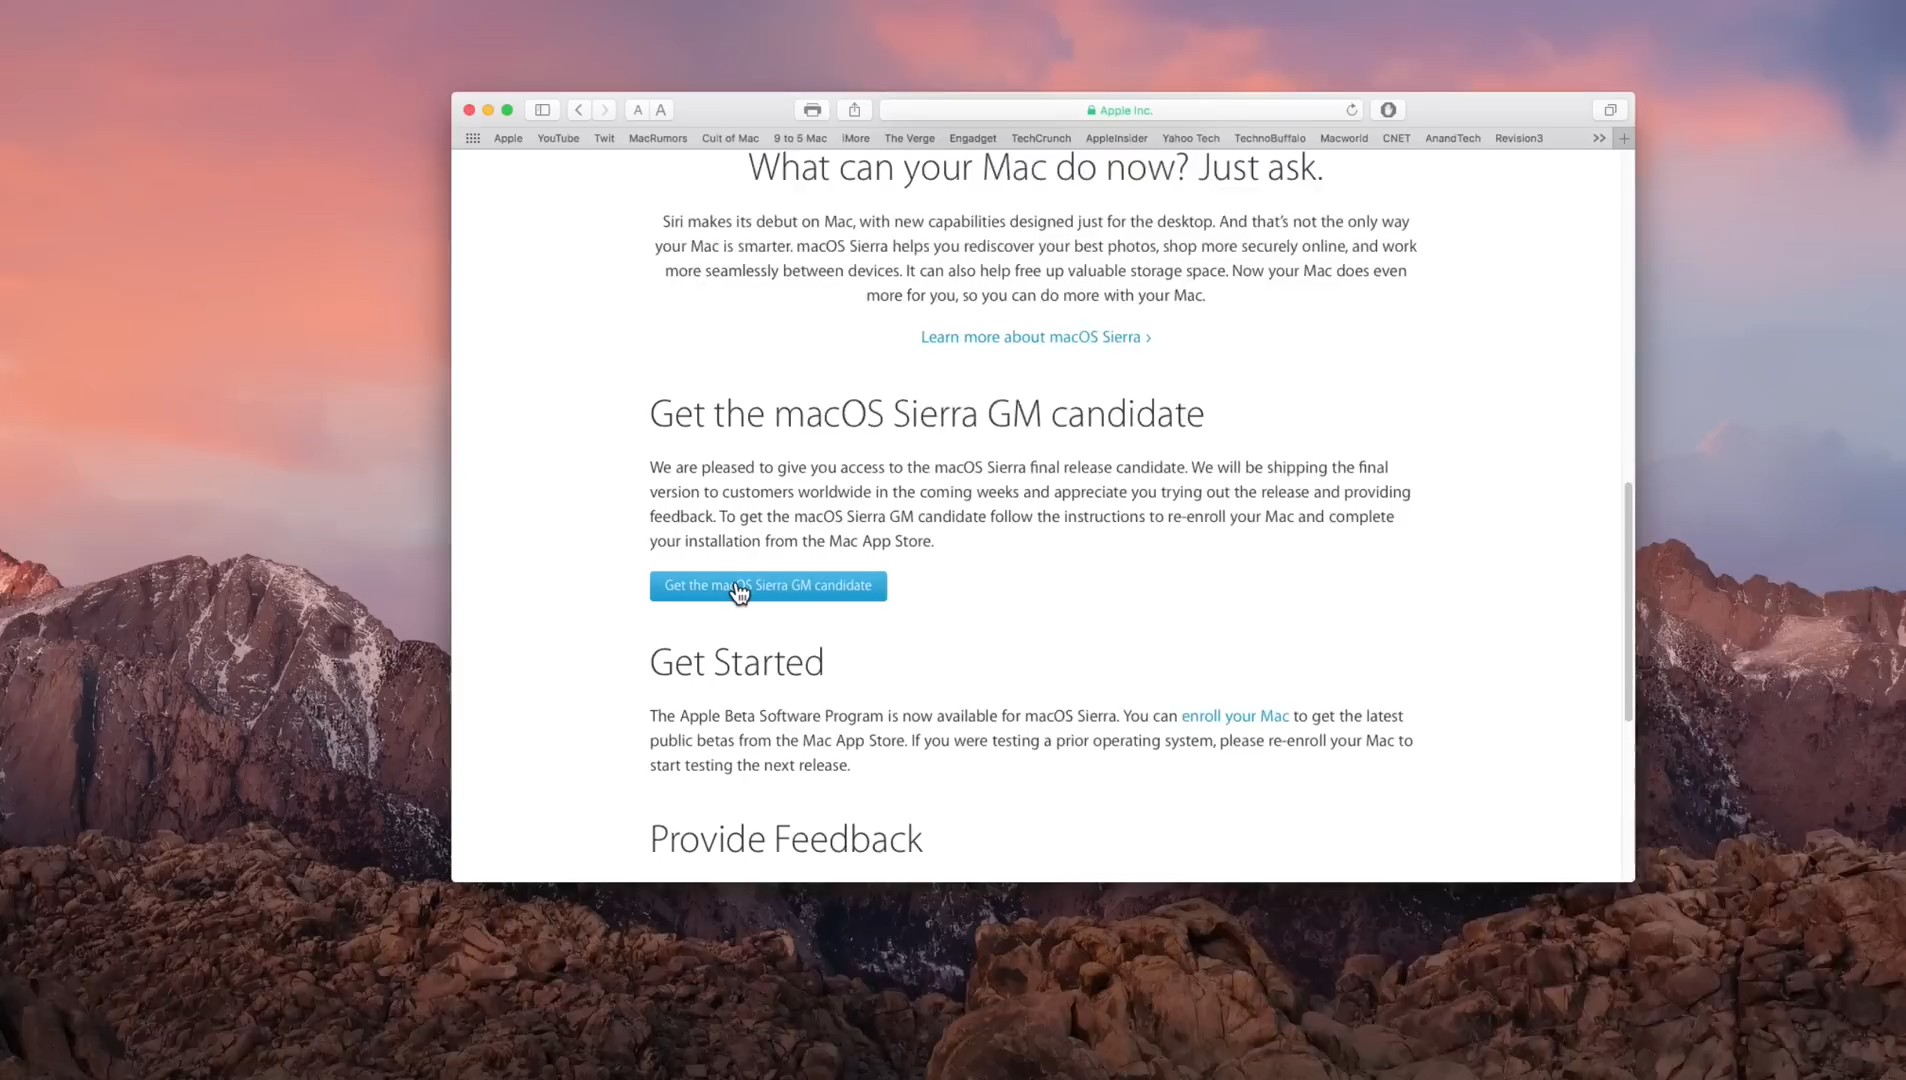 A A
Apple Inc.
Apple YouTube Twit MacRumors Cult of Mac 9 to 5 Mac iMore The Verge Engadget TechCrunch AppleInsider Yahoo Tech TechnoBuffalo Macworld CNET AnandTech Revision3 >>
What can your Mac do now? Just ask.
Siri makes its debut on Mac, with new capabilities designed just for the desktop. And that's not the only way
your Mac is smarter. macOS Sierra helps you rediscover your best photos, shop more securely online, and work
more seamlessly between devices. It can also help free up valuable storage space. Now your Mac does even
more for you, so you can do more with your Mac.
Learn more about macOS Sierra ›
Get the macOS Sierra GM candidate
We are pleased to give you access to the macOS Sierra final release candidate. We will be shipping the final
version to customers worldwide in the coming weeks and appreciate you trying out the release and providing
feedback. To get the macOS Sierra GM candidate follow the instructions to re-enroll your Mac and complete
your installation from the Mac App Store.
Get the macOS Sierra GM candidate
Get Started
The Apple Beta Software Program is now available for macOS Sierra. You can enroll your Mac to get the latest
public betas from the Mac App Store. If you were testing a prior operating system, please re-enroll your Mac to
start testing the next release.
Provide Feedback